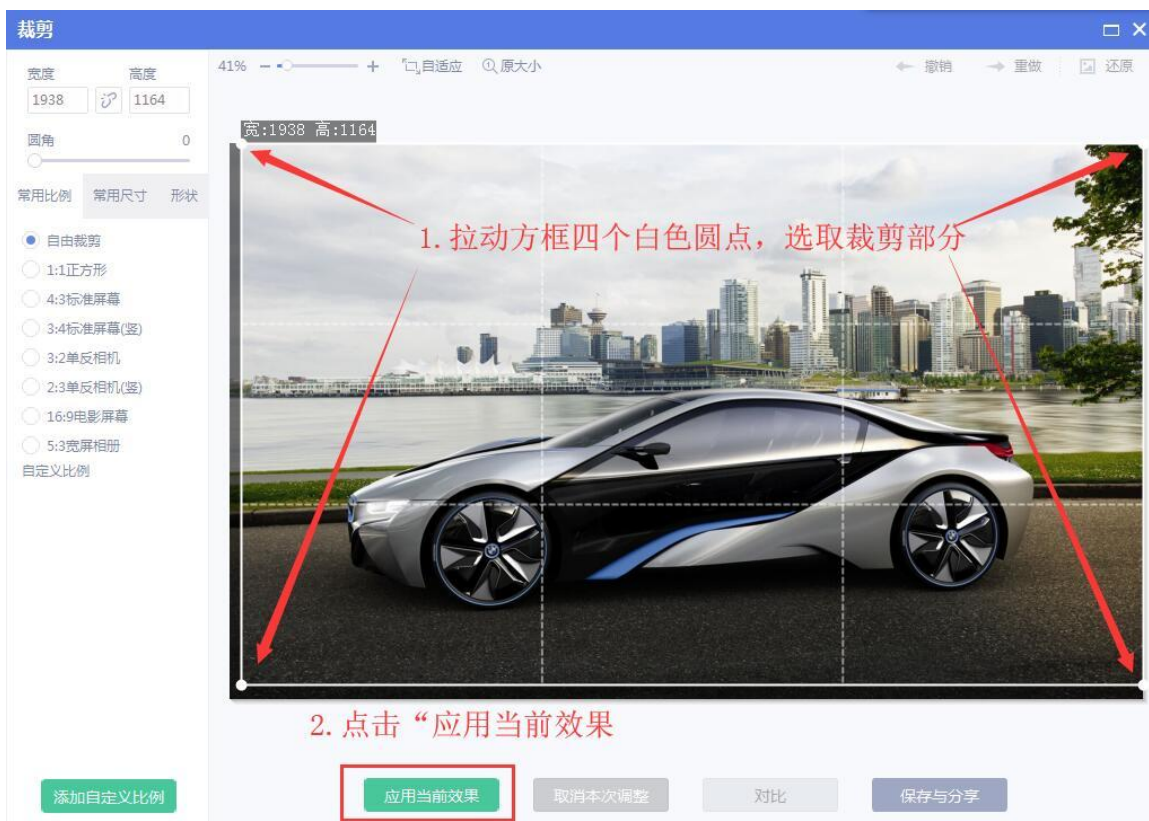 裁剪
宽度 高度
1938 1164
圆角 0
常用比例 常用尺寸 形状
自由裁剪
1:1正方形
4:3标准屏幕
3:4标准屏幕(竖)
3:2单反相机
2:3单反相机(竖)
16:9电影屏幕
5:3宽屏相册
自定义比例
添加自定义比例
41% 自适应 原大小 撤销 重做 还原
宽:1938 高:1164
1.拉动方框四个白色圆点，选取裁剪部分
2.点击“应用当前效果
应用当前效果 取消本次调整 对比 保存与分享